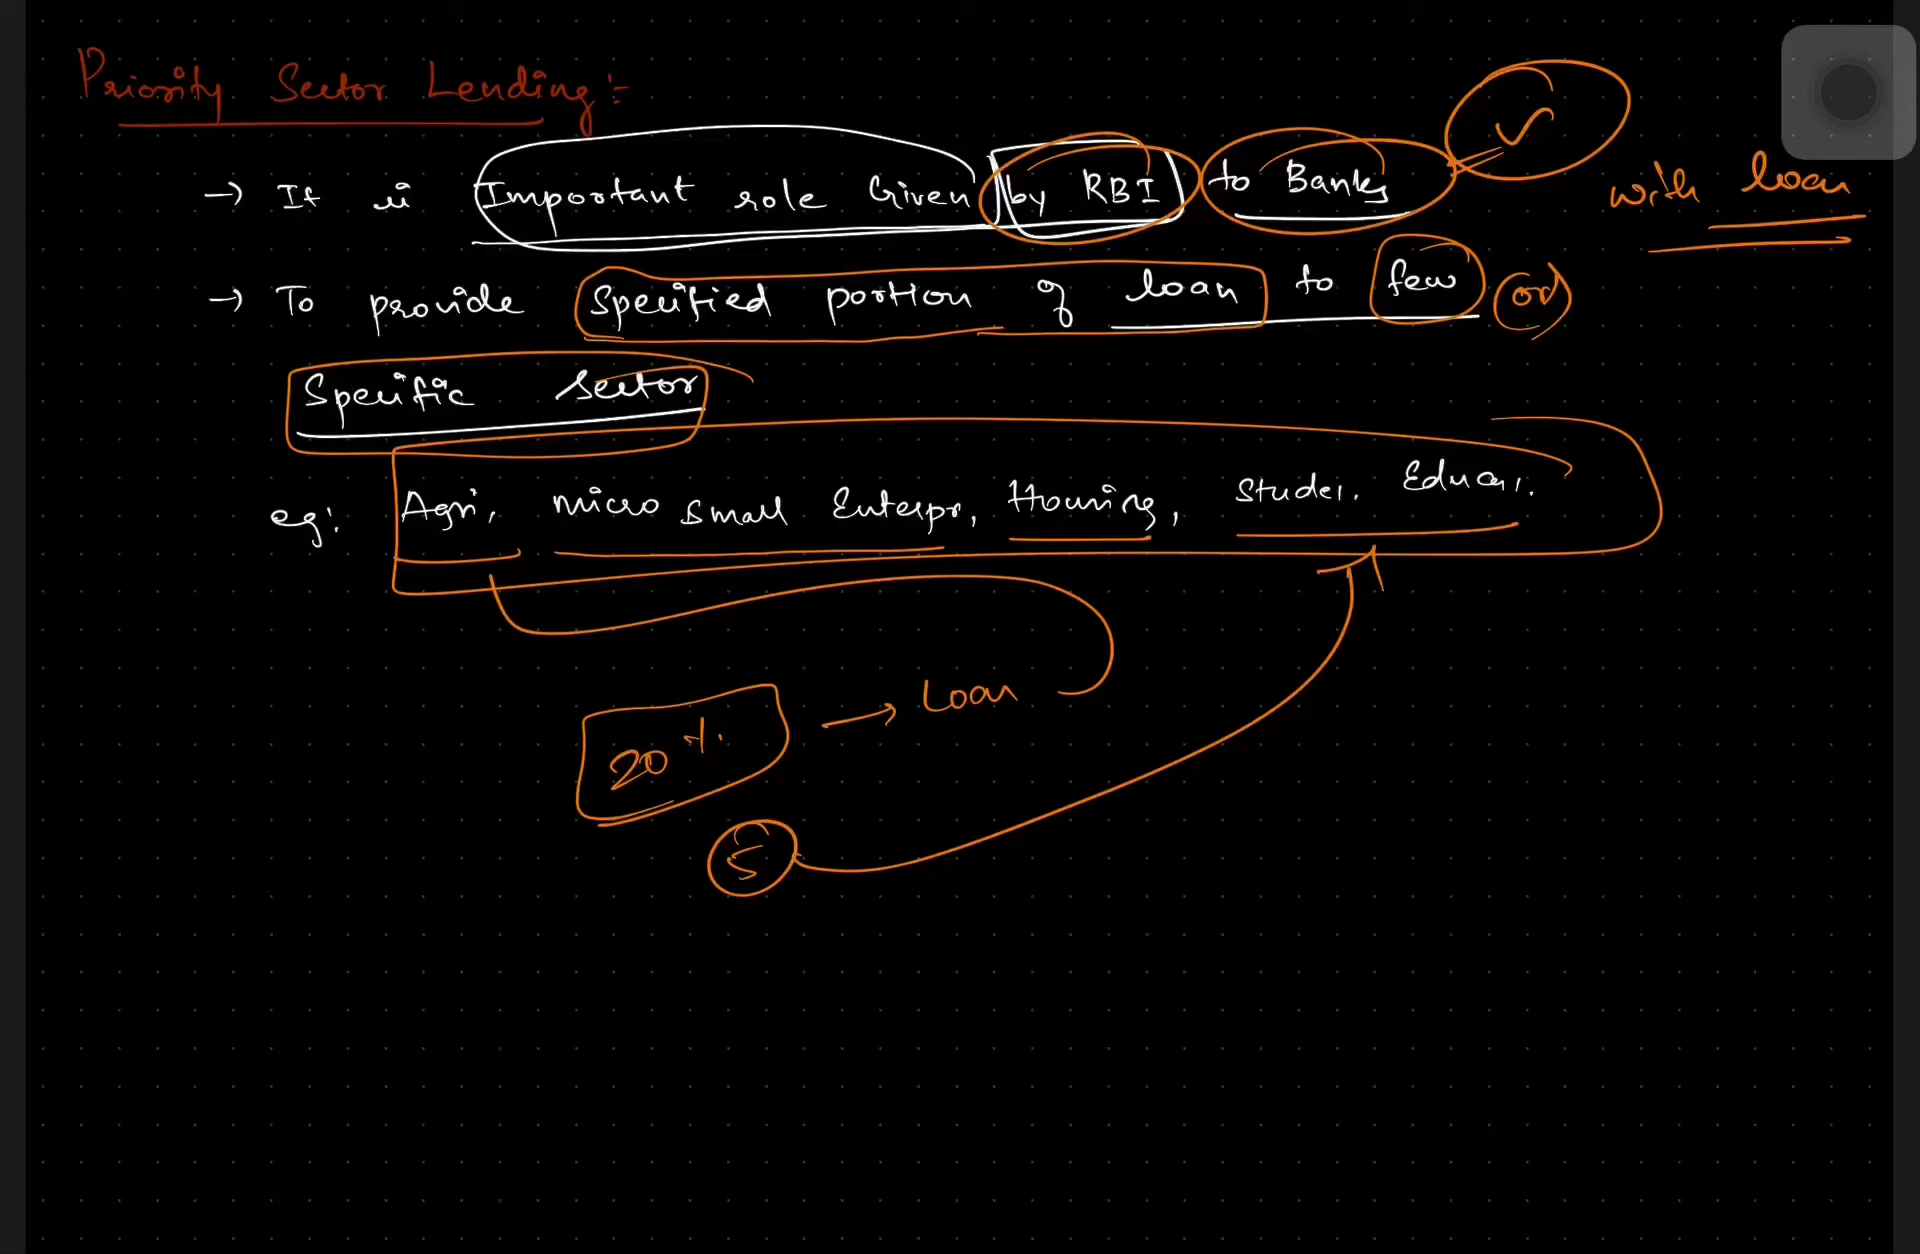 Priority Sector Lending :-
→ It is Important role Given by RBI to Banks with loan
→ To provide Specified portion of loan to few (or)
Specific Sector
eg: Agri, micro small Enterpr, Housing, Studei. Educai.
20 % → Loan
5